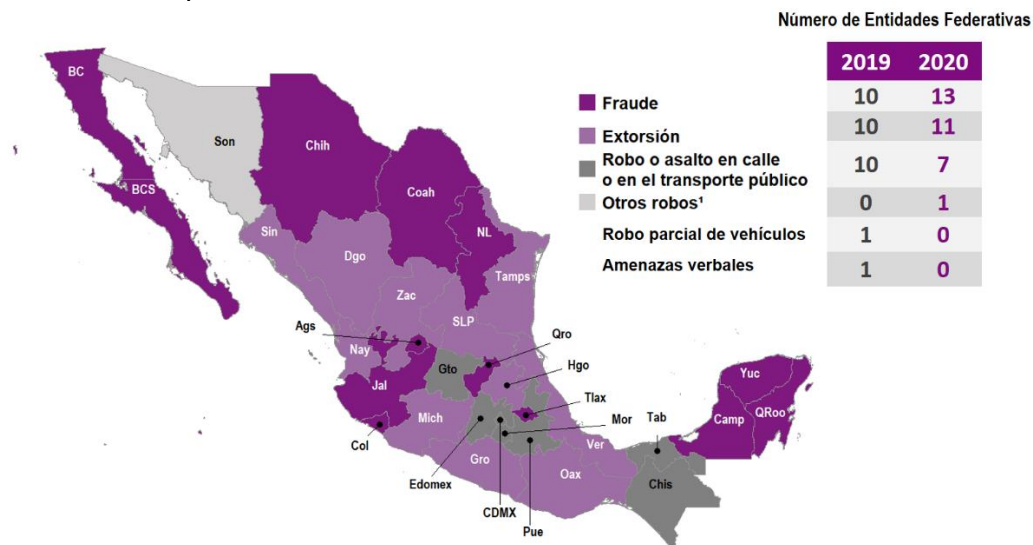 Número de Entidades Federativas
2019 2020
Fraude 10 13
Extorsión 10 11
Robo o asalto en calle
o en el transporte público 10 7
Otros robos¹ 0 1
Robo parcial de vehículos 1 0
Amenazas verbales 1 0
BC
Son
Chih
BCS
Coah
Sin
NL
Dgo
Tamps
Zac
SLP
Ags
Qro
Nay
Gto
Hgo
Jal
Yuc
Tlax
QRoo
Camp
Mich
Mor
Tab
Col
Ver
Edomex
Gro
Oax
Chis
CDMX
Pue